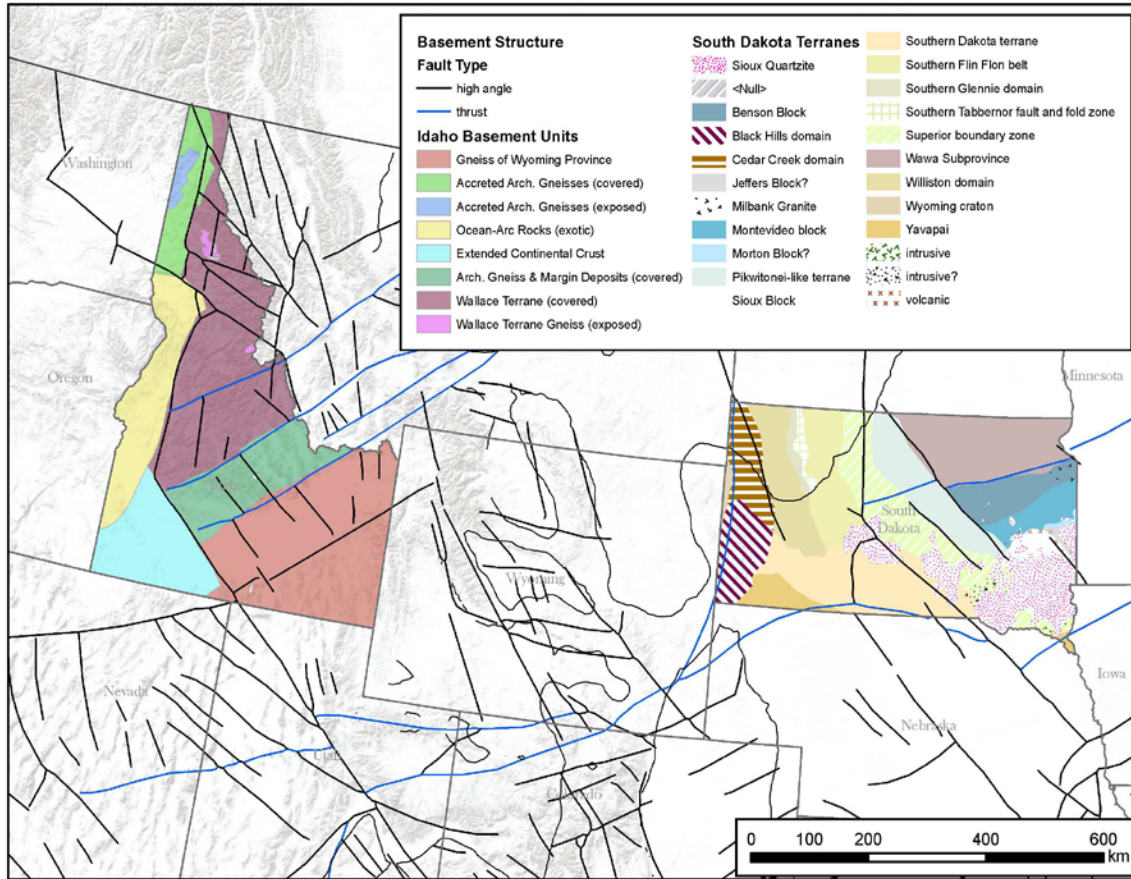 Basement Structure
Fault Type
high angle
thrust
Idaho Basement Units
Gneiss of Wyoming Province
Accreted Arch. Gneisses (covered)
Accreted Arch. Gneisses (exposed)
Ocean-Arc Rocks (exotic)
Extended Continental Crust
Arch. Gneiss & Margin Deposits (covered)
Wallace Terrane (covered)
Wallace Terrane Gneiss (exposed)
South Dakota Terranes
Sioux Quartzite
<Null>
Benson Block
Black Hills domain
Cedar Creek domain
Jeffers Block?
Milbank Granite
Montevideo block
Morton Block?
Pikwitonei-like terrane
Sioux Block
Southern Dakota terrane
Southern Flin Flon belt
Southern Glennie domain
Southern Tabbernor fault and fold zone
Superior boundary zone
Wawa Subprovince
Williston domain
Wyoming craton
Yavapai
intrusive
intrusive?
volcanic
Washington
Oregon
Minnesota
Idaho
South
Dakota
Wyoming
Nevada
Iowa
Nebraska
Utah
Colorado
0 100 200 400 600
km